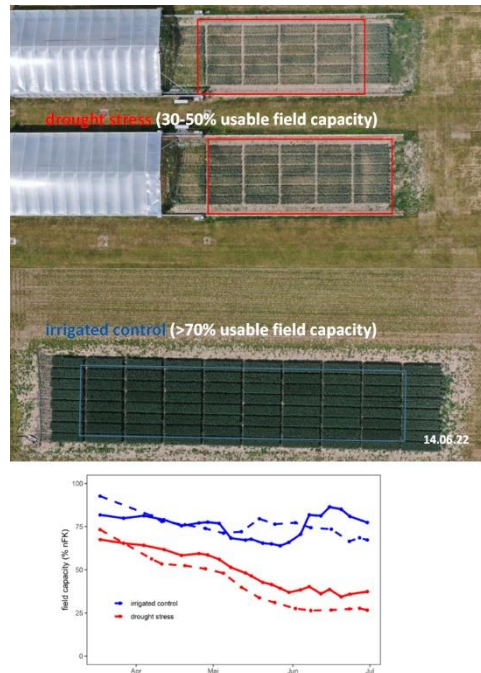 drought stress (30-50% usable field capacity)
irrigated control (>70% usable field capacity)
14.06.22
100
75
50
25
0
field capacity (% nFK)
irrigated control
drought stress
Apr
Mai
Jun
Jul